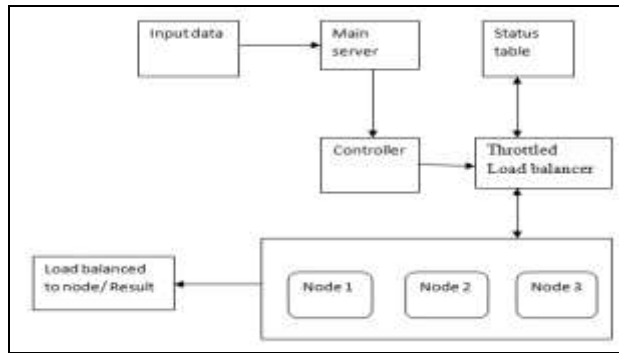 Input data
Main
server
Status
table
Controller
Throttled
Load balancer
Load balanced
to node/ Result
Node 1
Node 2
Node 3